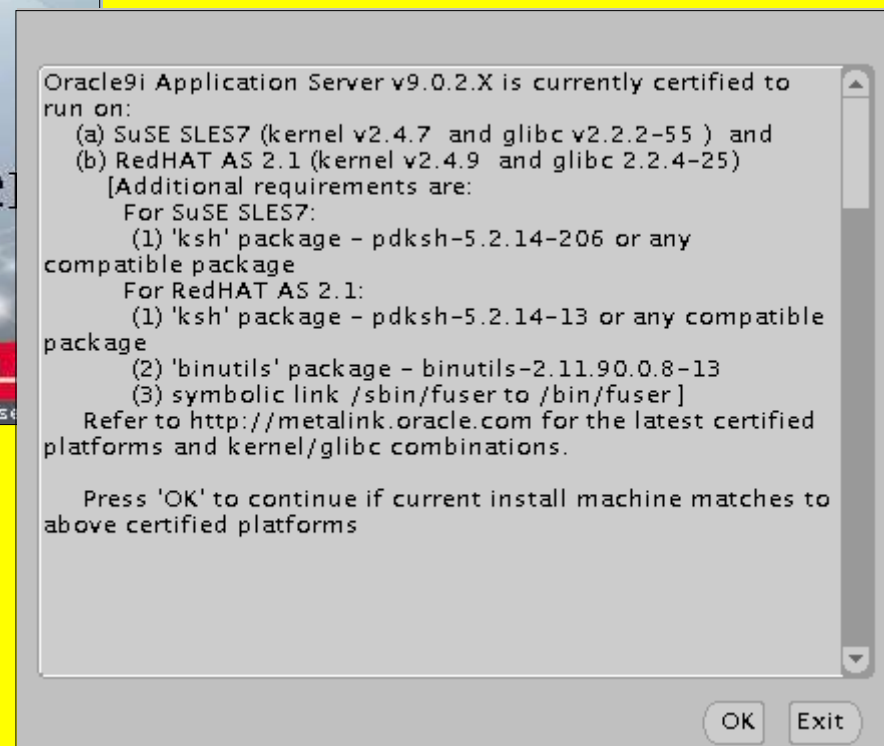 Oracle9i Application Server v9.0.2.X is currently certified to
run on:
(a) SuSE SLES7 (kernel v2.4.7 and glibc v2.2.2-55 ) and
(b) RedHAT AS 2.1 (kernel v2.4.9 and glibc 2.2.4-25)
[Additional requirements are:
For SuSE SLES7:
(1) 'ksh' package - pdksh-5.2.14-206 or any
compatible package
For RedHAT AS 2.1:
(1) 'ksh' package - pdksh-5.2.14-13 or any compatible
package
(2) 'binutils' package - binutils-2.11.90.0.8-13
(3) symbolic link /sbin/fuser to /bin/fuser ]
Refer to http://metalink.oracle.com for the latest certified
platforms and kernel/glibc combinations.
Press 'OK' to continue if current install machine matches to
above certified platforms
OK Exit